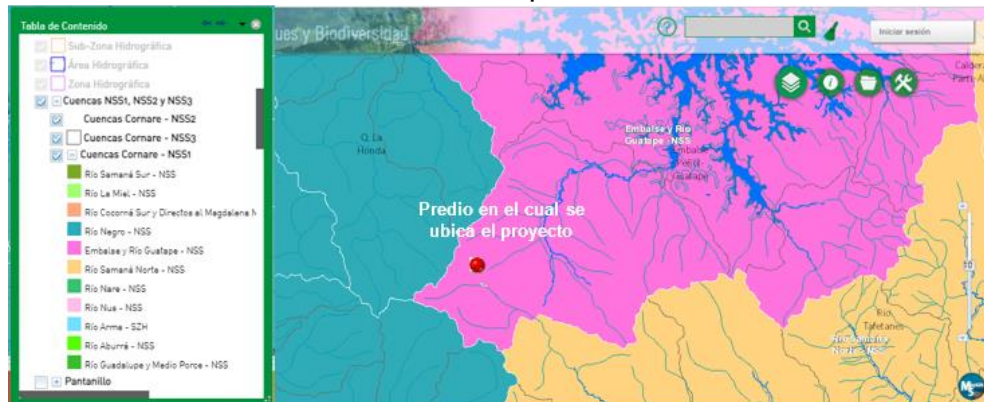 Tabla de Contenido
Sub-Zona Hidrográfica
Área Hidrográfica
Zona Hidrográfica
Cuencas NSS1, NSS2 y NSS3
Cuencas Cornare - NSS2
Cuencas Cornare - NSS3
Cuencas Cornare - NSS1
Río Samaná Sur - NSS
Río La Miel - NSS
Río Cocorná Sur y Directos al Magdalena M
Río Negro - NSS
Embalse y Río Guatape - NSS
Río Samaná Norte - NSS
Río Nare - NSS
Río Nus - NSS
Río Arma - SZH
Río Aburrá - NSS
Río Guadalupe y Medio Porce - NSS
Pantanillo
ues y Biodiversidad
Iniciar sesión
Q. La
Honda
Embalse y Río
Guatape - NSS
Predio en el cual se
ubica el proyecto
Río
Tafetanes
10